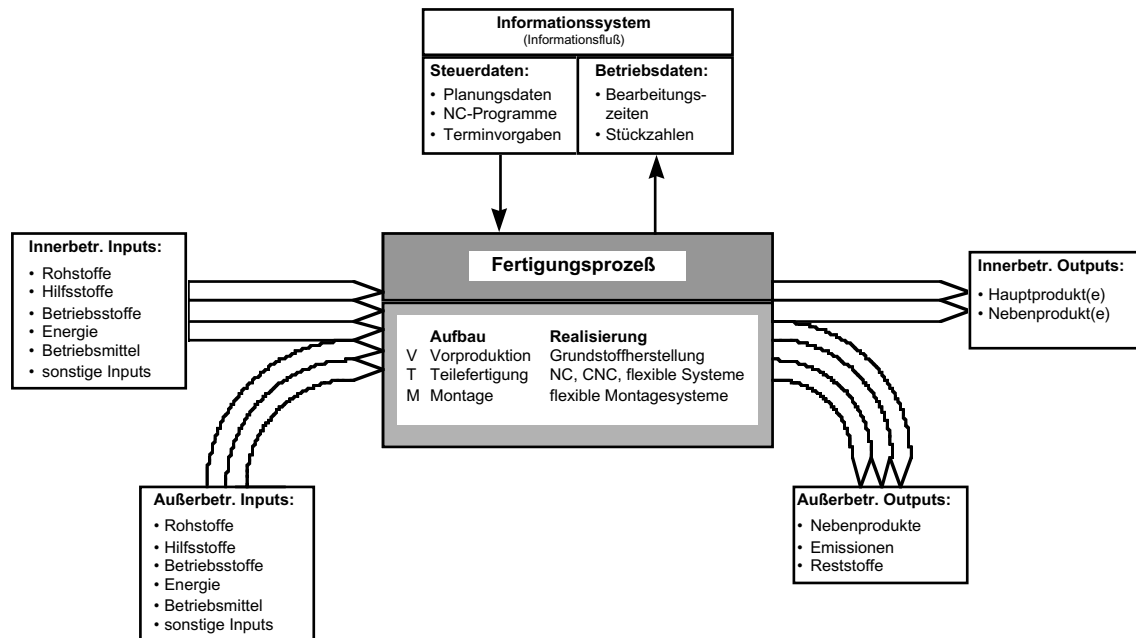 Informationssystem
(Informationsfluß)
Steuerdaten:
• Planungsdaten
• NC-Programme
• Terminvorgaben
Betriebsdaten:
• Bearbeitungs-
zeiten
• Stückzahlen
Innerbetr. Inputs:
• Rohstoffe
• Hilfsstoffe
• Betriebsstoffe
• Energie
• Betriebsmittel
• sonstige Inputs
Fertigungsprozeß
Aufbau Realisierung
V Vorproduktion Grundstoffherstellung
T Teilefertigung NC, CNC, flexible Systeme
M Montage flexible Montagesysteme
Innerbetr. Outputs:
• Hauptprodukt(e)
• Nebenprodukt(e)
Außerbetr. Inputs:
• Rohstoffe
• Hilfsstoffe
• Betriebsstoffe
• Energie
• Betriebsmittel
• sonstige Inputs
Außerbetr. Outputs:
• Nebenprodukte
• Emissionen
• Reststoffe